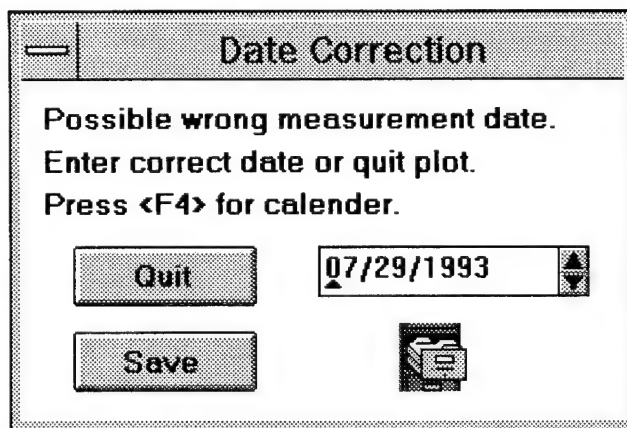 Date Correction
Possible wrong measurement date.
Enter correct date or quit plot.
Press <F4> for calender.
Quit
07/29/1993
Save